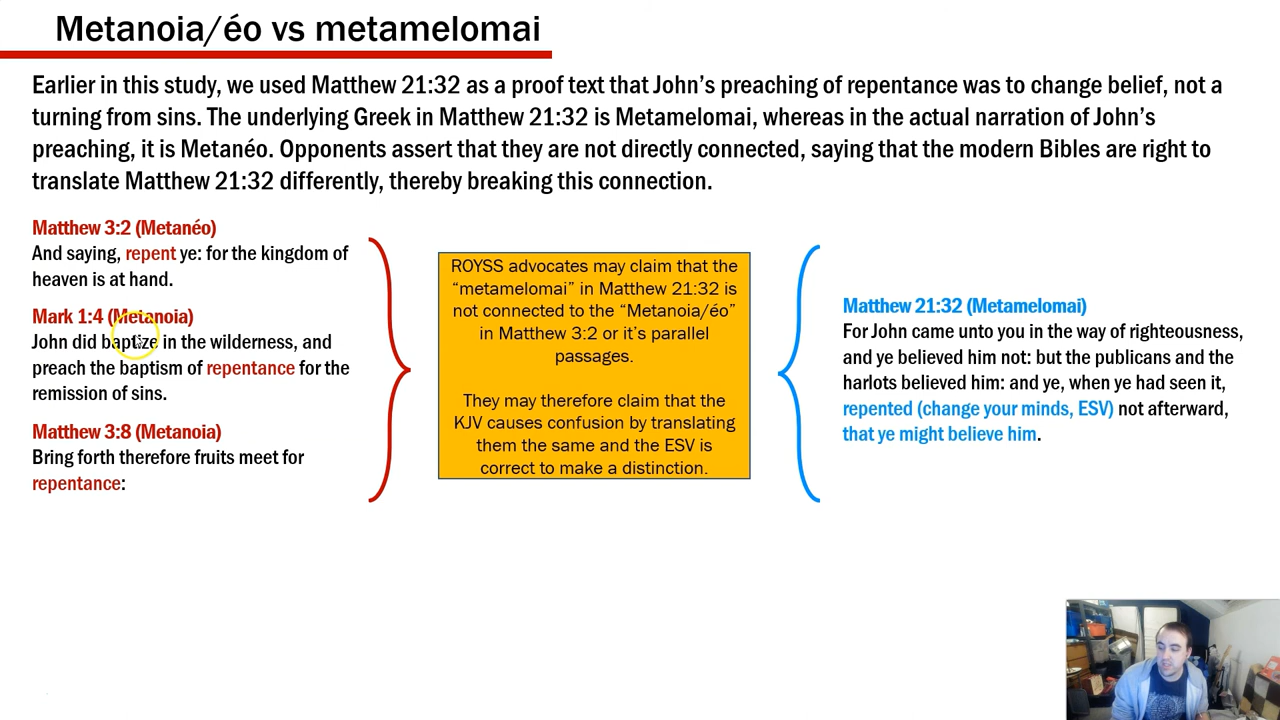 Metanoia/éo vs metamelomai
Earlier in this study, we used Matthew 21:32 as a proof text that John’s preaching of repentance was to change belief, not a
turning from sins. The underlying Greek in Matthew 21:32 is Metamelomai, whereas in the actual narration of John’s
preaching, it is Metanéo. Opponents assert that they are not directly connected, saying that the modern Bibles are right to
translate Matthew 21:32 differently, thereby breaking this connection.
Matthew 3:2 (Metanéo)
And saying, repent ye: for the kingdom of
heaven is at hand.
Mark 1:4 (Metanoia)
John did baptize in the wilderness, and
preach the baptism of repentance for the
remission of sins.
Matthew 3:8 (Metanoia)
Bring forth therefore fruits meet for
repentance:
ROYSS advocates may claim that the
“metamelomai” in Matthew 21:32 is
not connected to the “Metanoia/éo”
in Matthew 3:2 or it’s parallel
passages.
They may therefore claim that the
KJV causes confusion by translating
them the same and the ESV is
correct to make a distinction.
Matthew 21:32 (Metamelomai)
For John came unto you in the way of righteousness,
and ye believed him not: but the publicans and the
harlots believed him: and ye, when ye had seen it,
repented (change your minds, ESV) not afterward,
that ye might believe him.